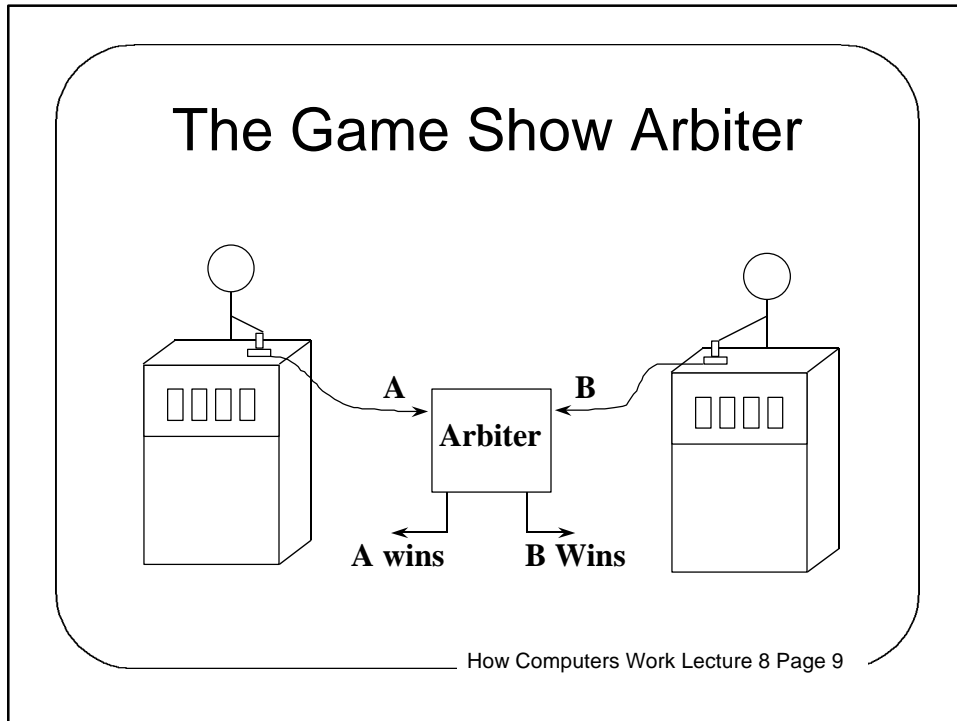 The Game Show Arbiter
A
B
Arbiter
A wins
B Wins
How Computers Work Lecture 8 Page 9